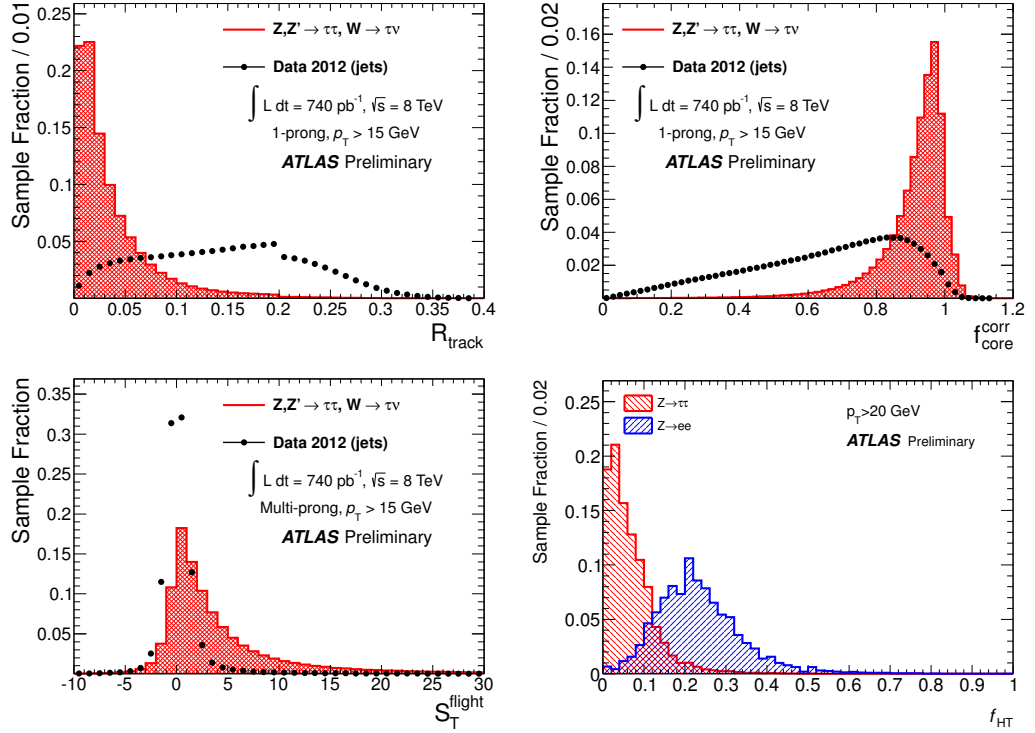 Sample Fraction / 0.01
0.25
0.2
0.15
0.1
0.05
0 0.05 0.1 0.15 0.2 0.25 0.3 0.35 0.4
R_track
Z,Z' → ττ, W → τν
Data 2012 (jets)
∫ L dt = 740 pb⁻¹, √s = 8 TeV
1-prong, p_T > 15 GeV
ATLAS Preliminary
Sample Fraction / 0.02
0.16
0.14
0.12
0.1
0.08
0.06
0.04
0.02
0 0
0.2 0.4 0.6 0.8 1 1.2
f_core^corr
Z,Z' → ττ, W → τν
Data 2012 (jets)
∫ L dt = 740 pb⁻¹, √s = 8 TeV
1-prong, p_T > 15 GeV
ATLAS Preliminary
Sample Fraction
0.35
0.3
0.25
0.2
0.15
0.1
0.05
-10 -5 0 5 10 15 20 25 30
S_T^flight
Z,Z' → ττ, W → τν
Data 2012 (jets)
∫ L dt = 740 pb⁻¹, √s = 8 TeV
Multi-prong, p_T > 15 GeV
ATLAS Preliminary
Sample Fraction / 0.02
0.25
0.2
0.15
0.1
0.05
0
0 0.1 0.2 0.3 0.4 0.5 0.6 0.7 0.8 0.9 1
f_HT
Z→ττ
Z→ee
p_T>20 GeV
ATLAS Preliminary